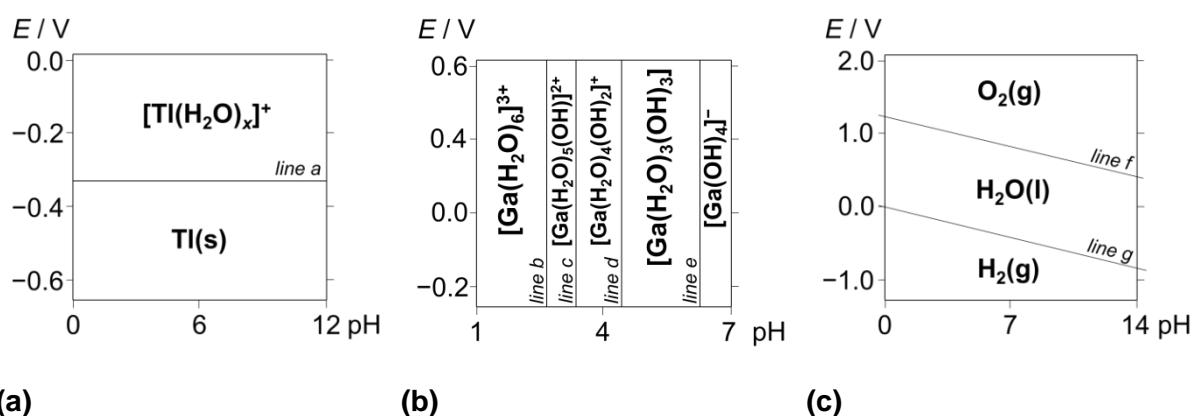 E / V
0.0
−0.2
−0.4
−0.6
[Tl(H₂O)ₓ]⁺
line a
Tl(s)
0
6
12 pH
(a)
E / V
0.6
0.4
0.0
−0.2
[Ga(H₂O)₆]³⁺
line b
[Ga(H₂O)₅(OH)]²⁺
line c
[Ga(H₂O)₄(OH)₂]⁺
line d
[Ga(H₂O)₃(OH)₃]
line e
[Ga(OH)₄]⁻
1
4
7
pH
(b)
E / V
2.0
1.0
0.0
−1.0
O₂(g)
line f
H₂O(l)
line g
H₂(g)
0
7
14 pH
(c)